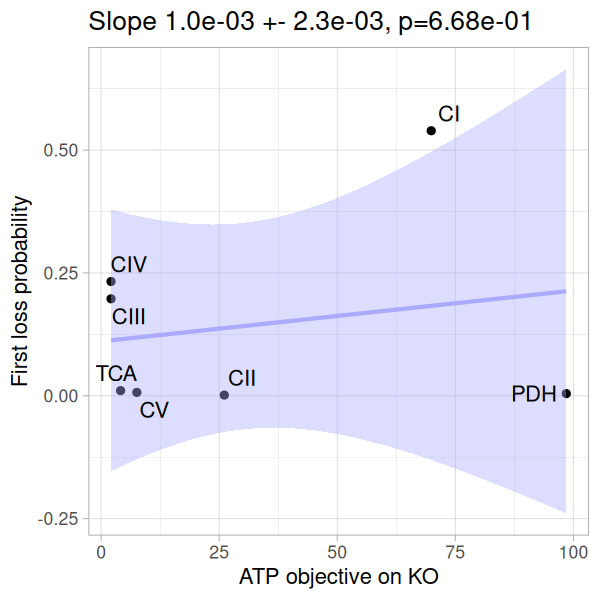 Slope 1.0e-03 +- 2.3e-03, p=6.68e-01
First loss probability
0.50
0.25
0.00
-0.25
CI
CIV
CIII
TCA
CV
CII
PDH
0
25
50
75
100
ATP objective on KO